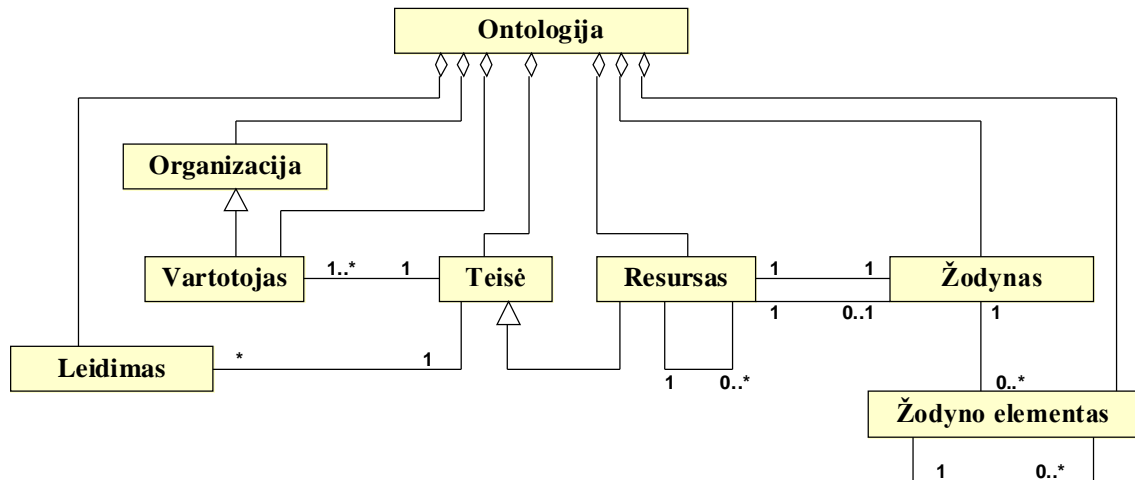 Ontologija
Organizacija
Vartotojas
1..*
1
Teisė
Resursas
1
1
Žodynas
1
0..1
1
Leidimas
*
1
1
0..*
0..*
Žodyno elementas
1
0..*